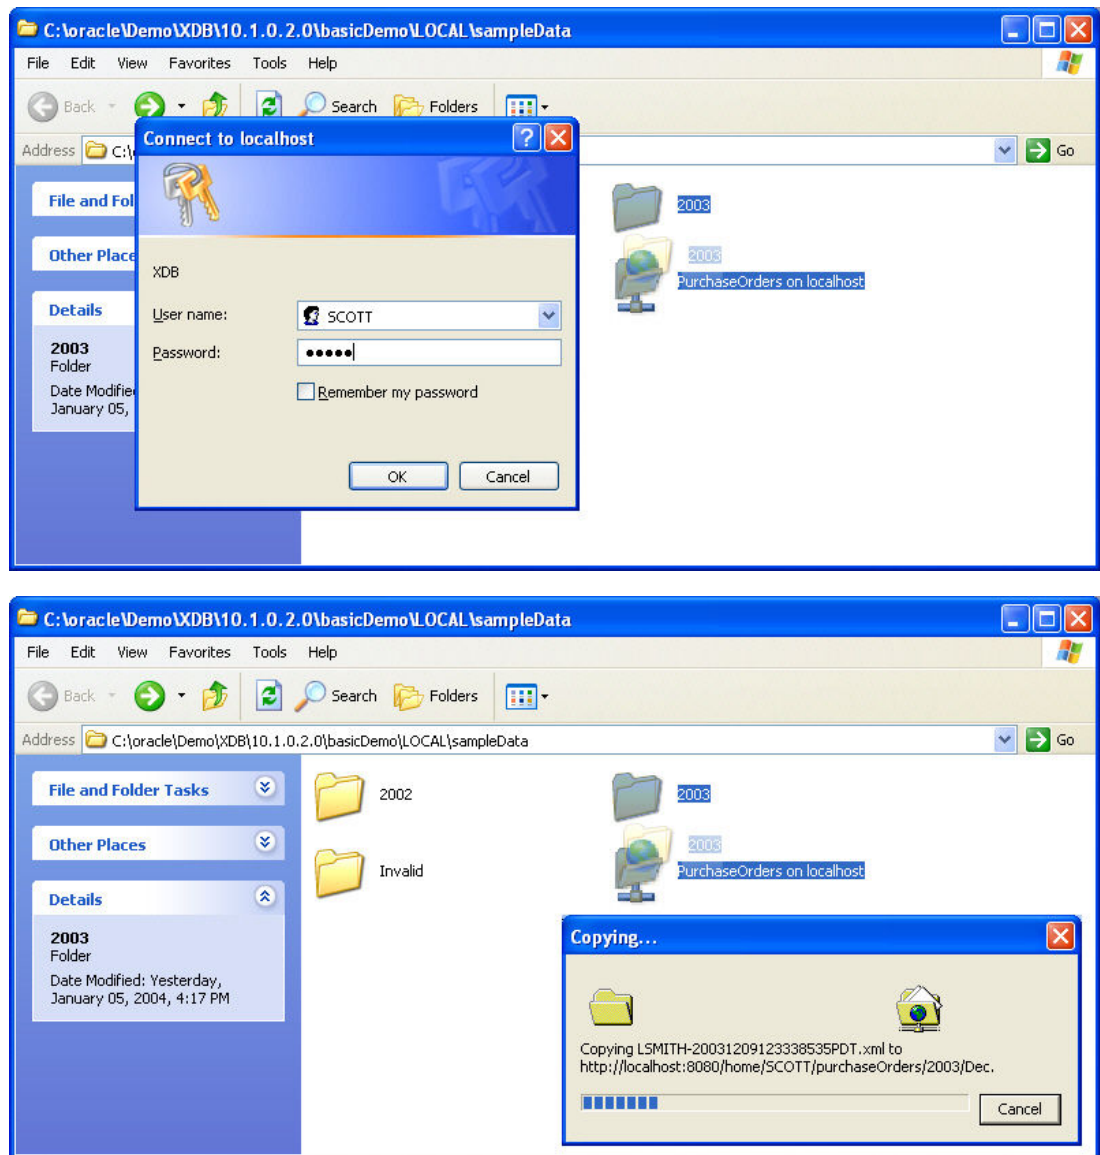 C:\oracle\Demo\XDB\10.1.0.2.0\basicDemo\LOCAL\sampleData
File Edit View Favorites Tools Help
Back Search Folders
Address C:\ Go
Connect to localhost
File and Fol
Other Place
Details
2003
Folder
Date Modifie
January 05,
XDB
User name: SCOTT
Password: •••••
Remember my password
OK Cancel
2003
2003
PurchaseOrders on localhost
C:\oracle\Demo\XDB\10.1.0.2.0\basicDemo\LOCAL\sampleData
File Edit View Favorites Tools Help
Back Search Folders
Address C:\oracle\Demo\XDB\10.1.0.2.0\basicDemo\LOCAL\sampleData Go
File and Folder Tasks
Other Places
Details
2003
Folder
Date Modified: Yesterday,
January 05, 2004, 4:17 PM
2002
2003
Invalid
2003
PurchaseOrders on localhost
Copying...
Copying LSMITH-20031209123338535PDT.xml to
http://localhost:8080/home/SCOTT/purchaseOrders/2003/Dec.
Cancel